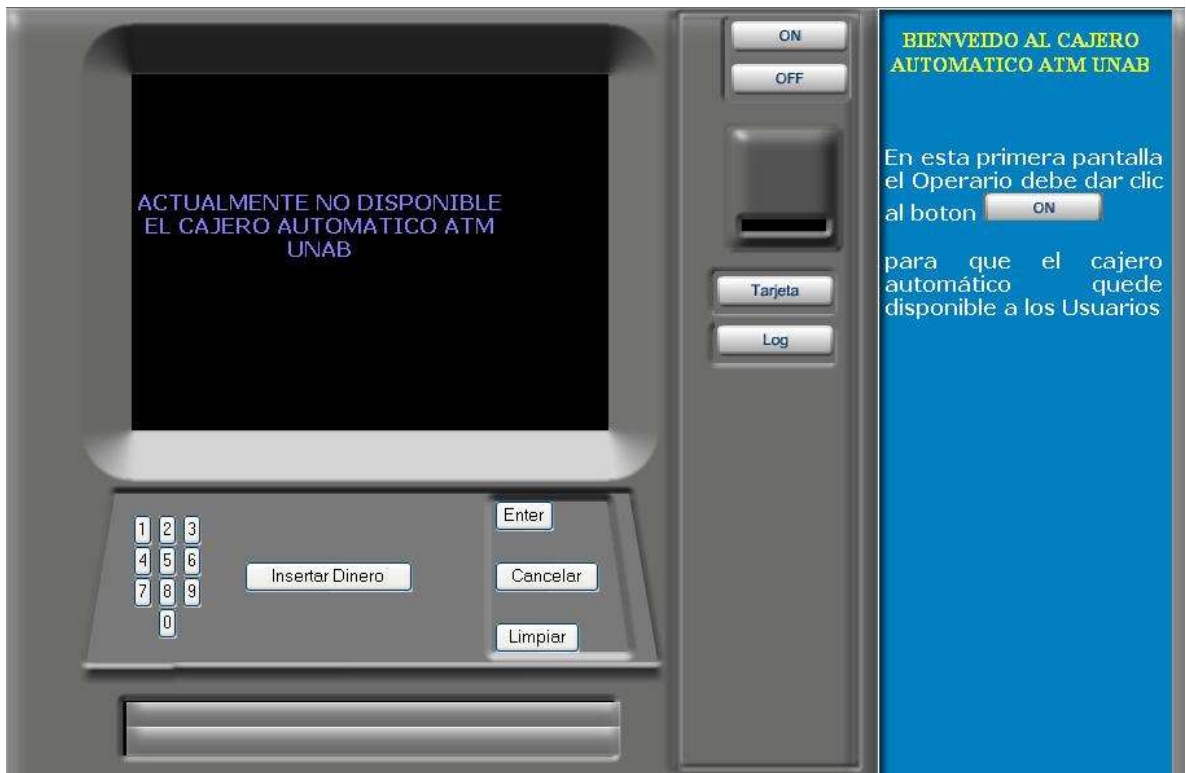 ACTUALMENTE NO DISPONIBLE
EL CAJERO AUTOMATICO ATM
UNAB
1 2 3
4 5 6
7 8 9
0
Insertar Dinero
Enter
Cancelar
Limpiar
ON
OFF
Tarjeta
Log
BIENVEIDO AL CAJERO
AUTOMATICO ATM UNAB
En esta primera pantalla
el Operario debe dar clic
al boton ON
para que el cajero
automático quede
disponible a los Usuarios